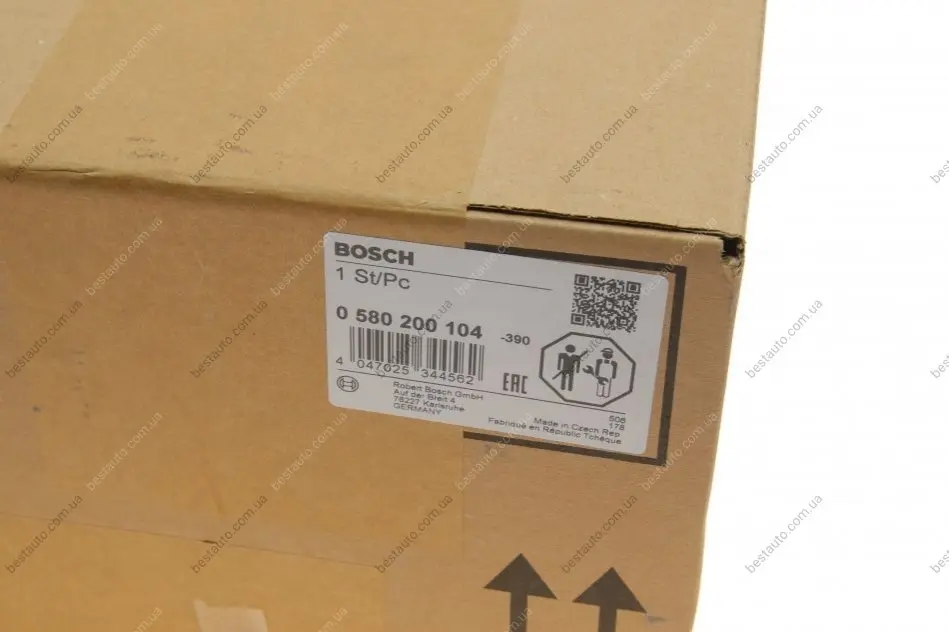 BOSCH
1 St/Pc
0 580 200 104
-390
4 047025 344562
EAC
Robert Bosch GmbH
Auf der Breit 4
76227 Karlsruhe
GERMANY
508
178
Made in Czech Rep
Fabriqué en République Tchèque
bestauto.com.ua